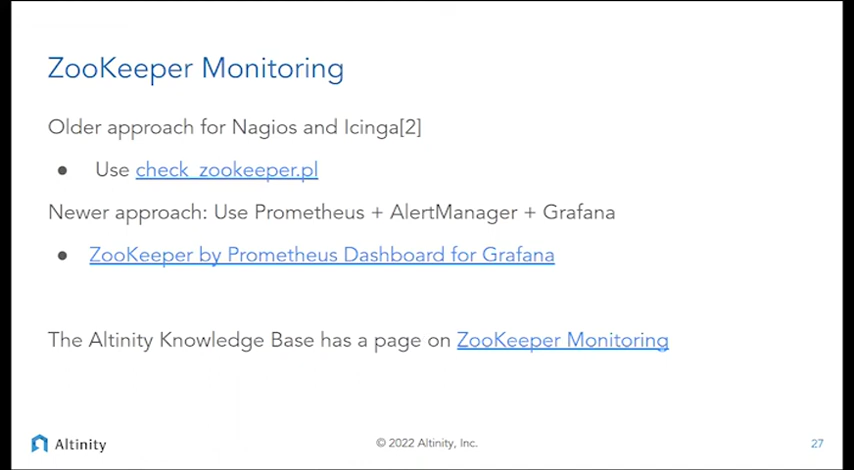 ZooKeeper Monitoring
Older approach for Nagios and Icinga[2]
● Use check_zookeeper.pl
Newer approach: Use Prometheus + AlertManager + Grafana
● ZooKeeper by Prometheus Dashboard for Grafana
The Altinity Knowledge Base has a page on ZooKeeper Monitoring
Altinity
© 2022 Altinity, Inc.
27